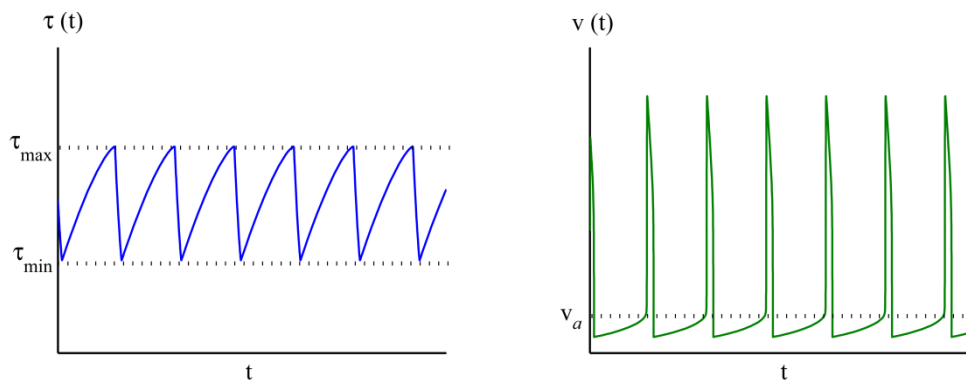 τ (t)
τmax
τmin
t
v (t)
va
t